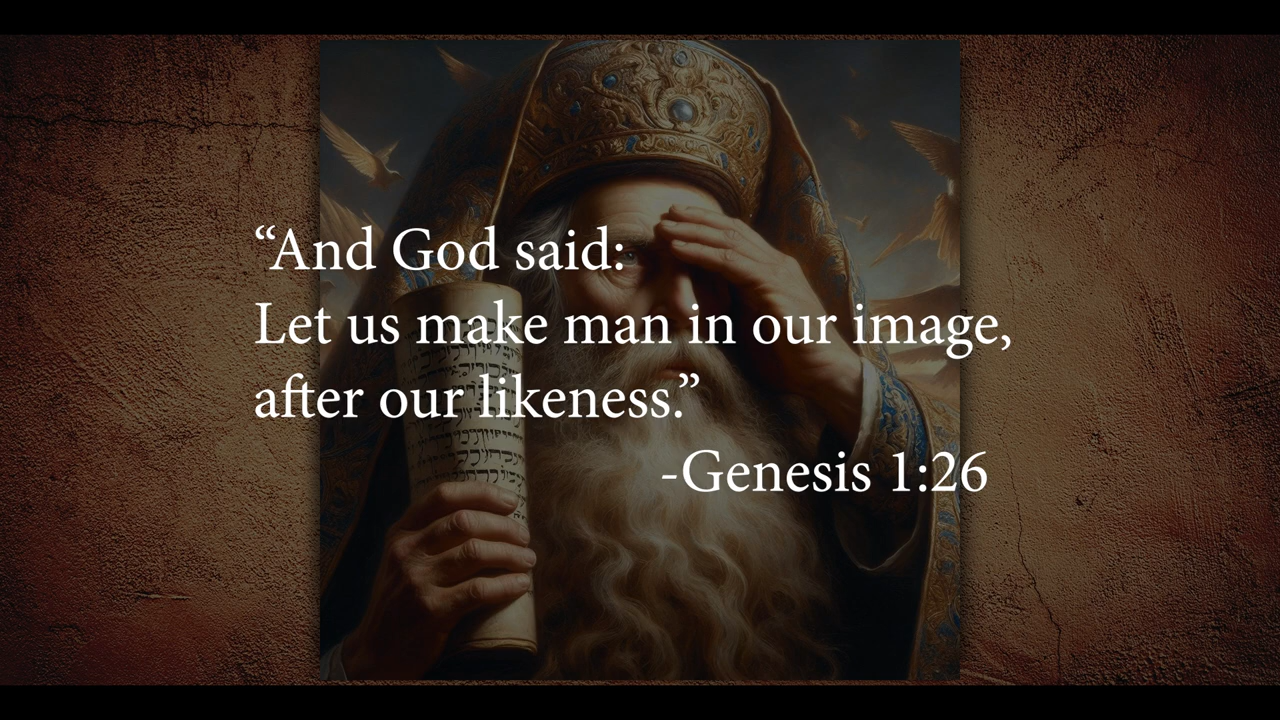 “And God said:
Let us make man in our image,
after our likeness.”
-Genesis 1:26